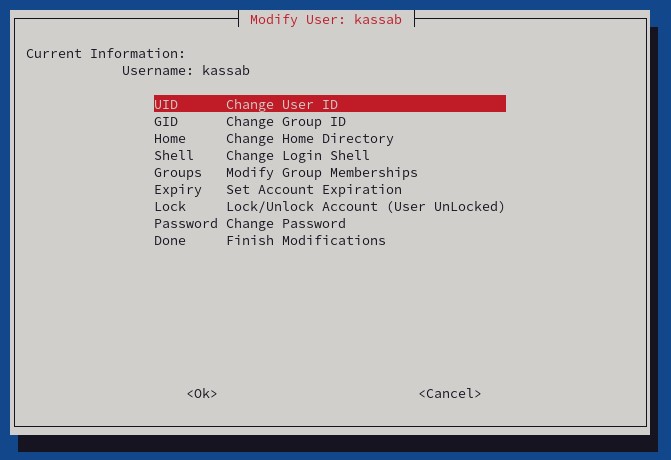 Modify User: kassab
Current Information:
Username: kassab
UID Change User ID
GID Change Group ID
Home Change Home Directory
Shell Change Login Shell
Groups Modify Group Memberships
Expiry Set Account Expiration
Lock Lock/Unlock Account (User UnLocked)
Password Change Password
Done Finish Modifications
<Ok> <Cancel>